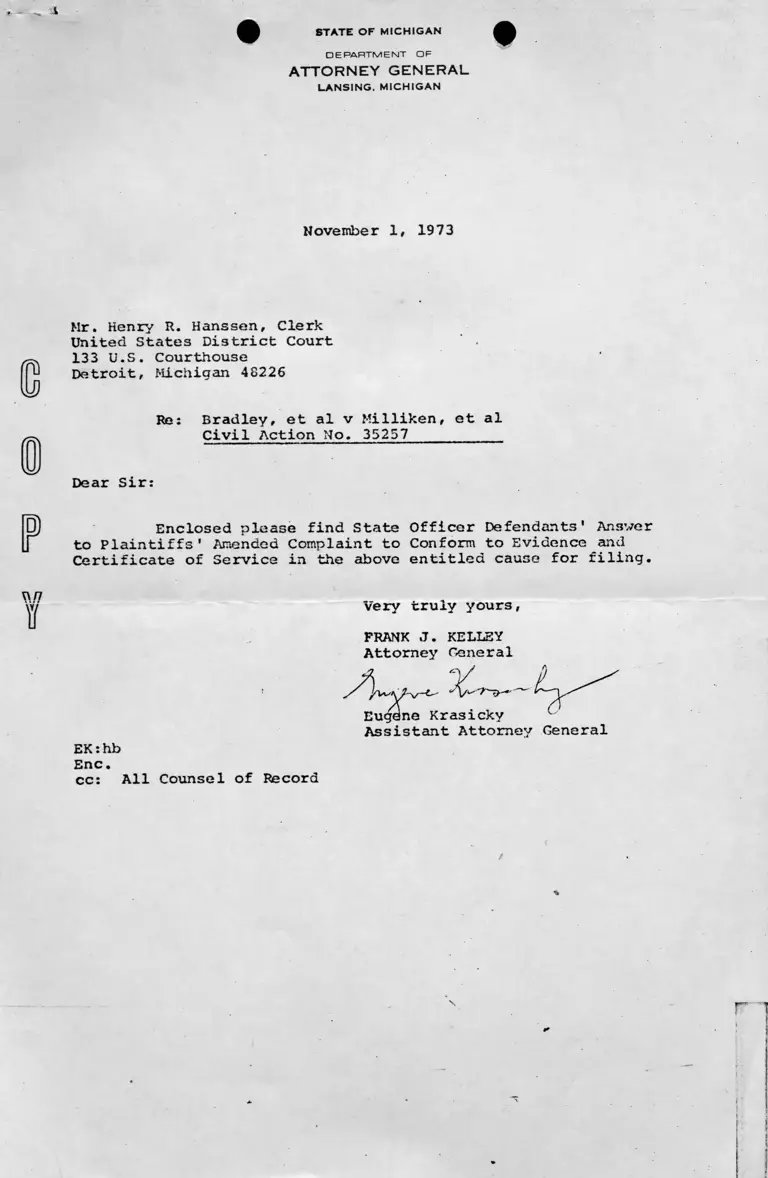 STATE OF MICHIGAN
DEPARTMENT OF
ATTORNEY GENERAL
LANSING, MICHIGAN
November 1, 1973
Mr. Henry R. Hanssen, Clerk
United States District Court
133 U.S. Courthouse
Detroit, Michigan 48226
COPY
Re: Bradley, et al v Milliken, et al
Civil Action No. 35257
Dear Sir:
Enclosed please find State Officer Defendants' Answer
to Plaintiffs' Amended Complaint to Conform to Evidence and
Certificate of Service in the above entitled cause for filing.
Very truly yours,
FRANK J. KELLEY
Attorney General
Eugene Krasicky
Eugene Krasicky
Assistant Attorney General
EK:hb
Enc.
cc: All Counsel of Record